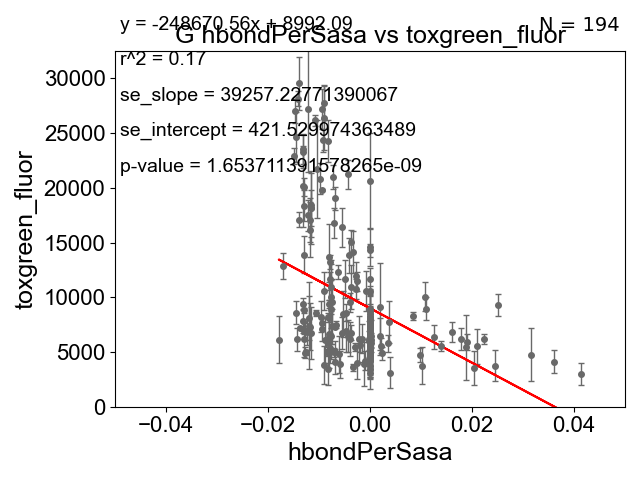 y = -248670.56x + 8992.09
N = 194
G hbondPerSasa vs toxgreen_fluor
r^2 = 0.17
se_slope = 39257.22771390067
se_intercept = 421.529974363489
p-value = 1.653711391578265e-09
30000
25000
20000
15000
10000
5000
0
toxgreen_fluor
−0.04 −0.02 0.00 0.02 0.04
hbondPerSasa